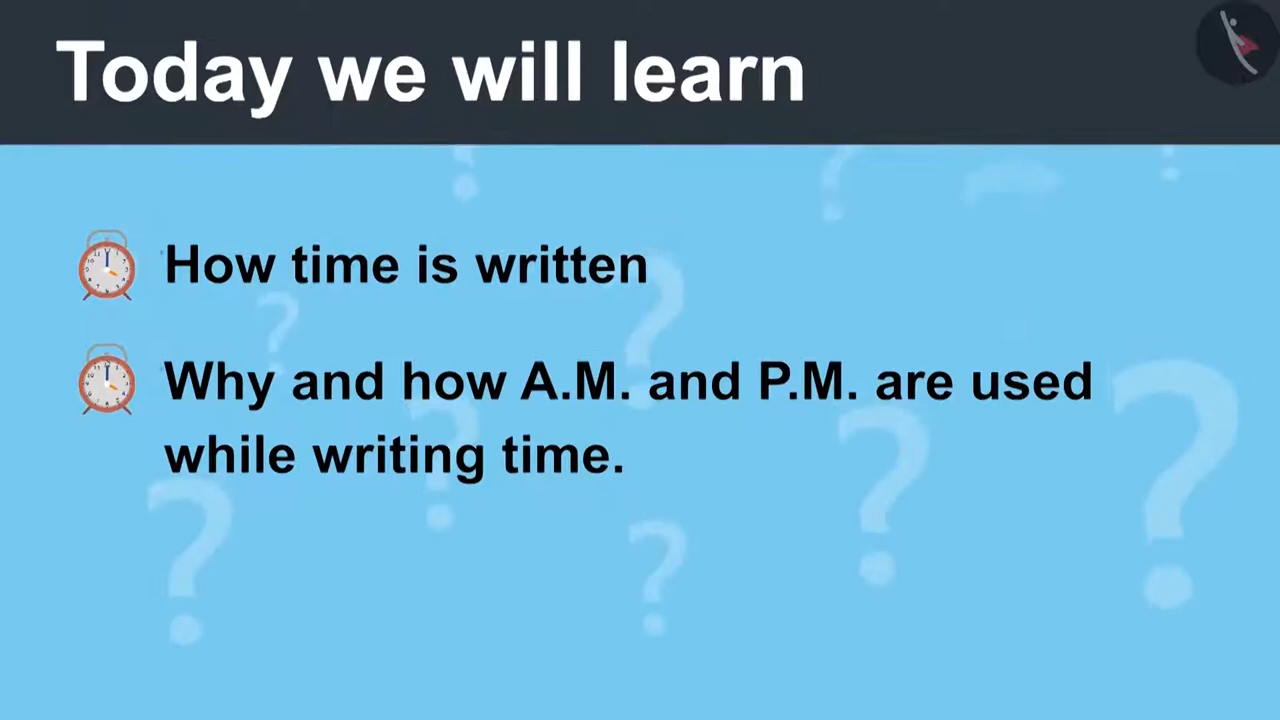 Today we will learn
How time is written
Why and how A.M. and P.M. are used
while writing time.